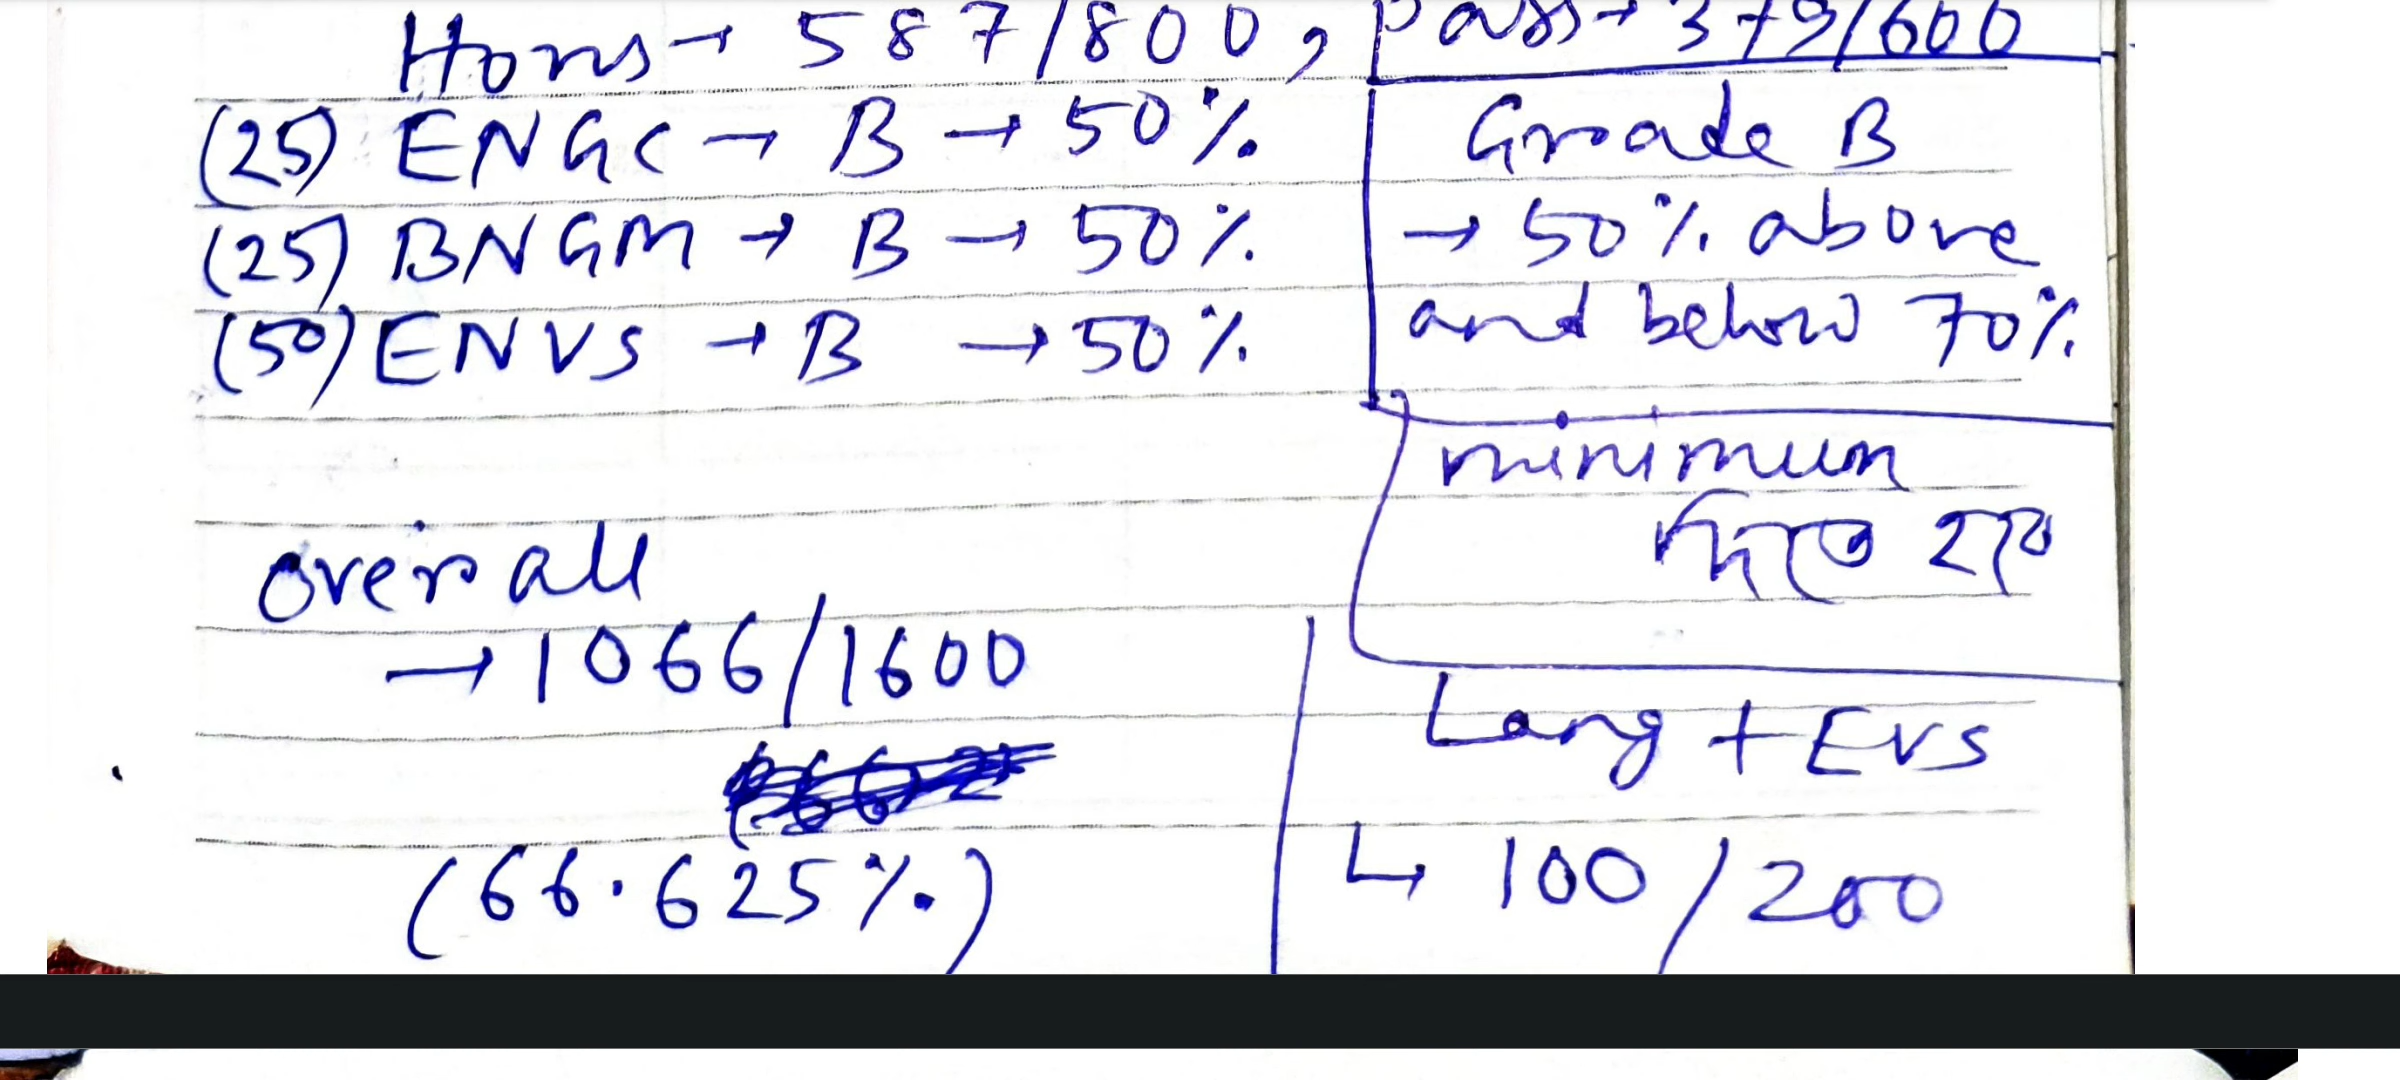 Hons → 587/800, Pass → 379/600
(25) ENGC → B → 50%
(25) BNGM → B → 50%
(50) ENVS → B → 50%
Grade B
→ 50% above
and below 70%
minimum
নিতে হবে
overall
→ 1066/1600
(66.625%)
Lang + EVS
↳ 100/200